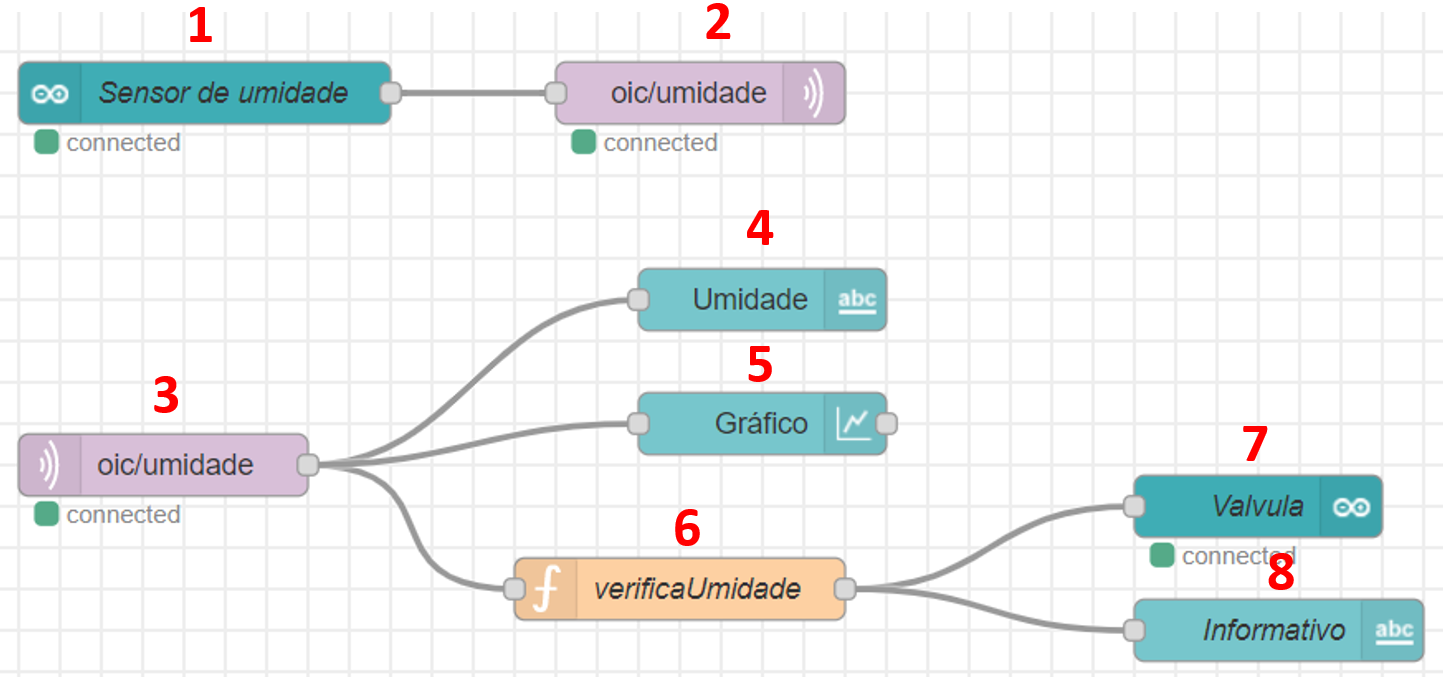 1
2
Sensor de umidade
oic/umidade
connected
connected
4
Umidade
abc
5
3
Gráfico
oic/umidade
connected
7
6
Valvula
connected
8
verificaUmidade
Informativo
abc